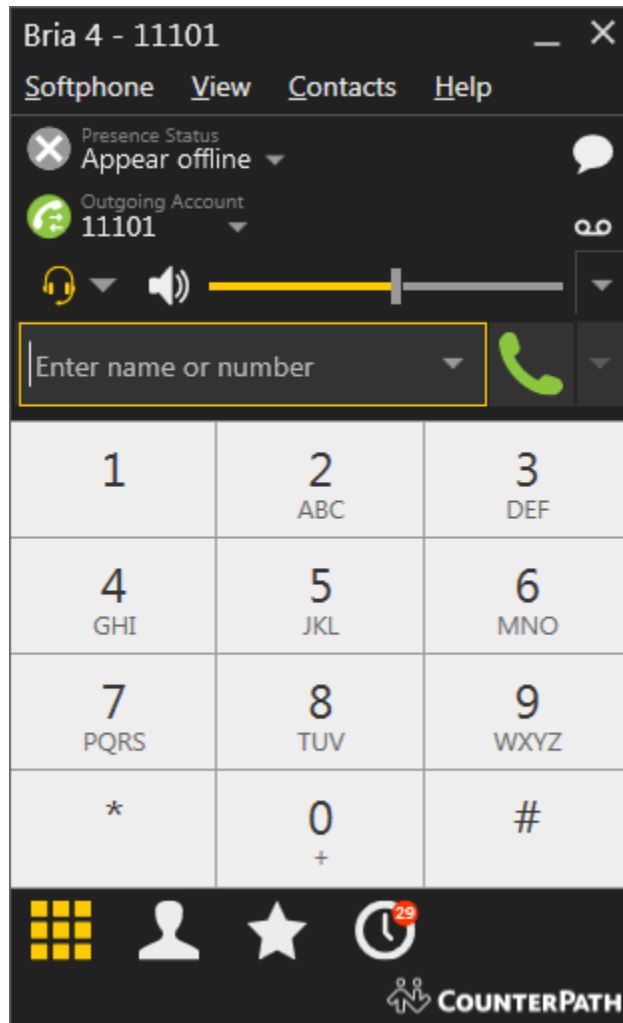 Bria 4 - 11101
Softphone View Contacts Help
Presence Status
Appear offline
Outgoing Account
11101
Enter name or number
1 2 3
ABC DEF
4 5 6
GHI JKL MNO
7 8 9
PQRS TUV WXYZ
* 0 #
+
29
COUNTERPATH